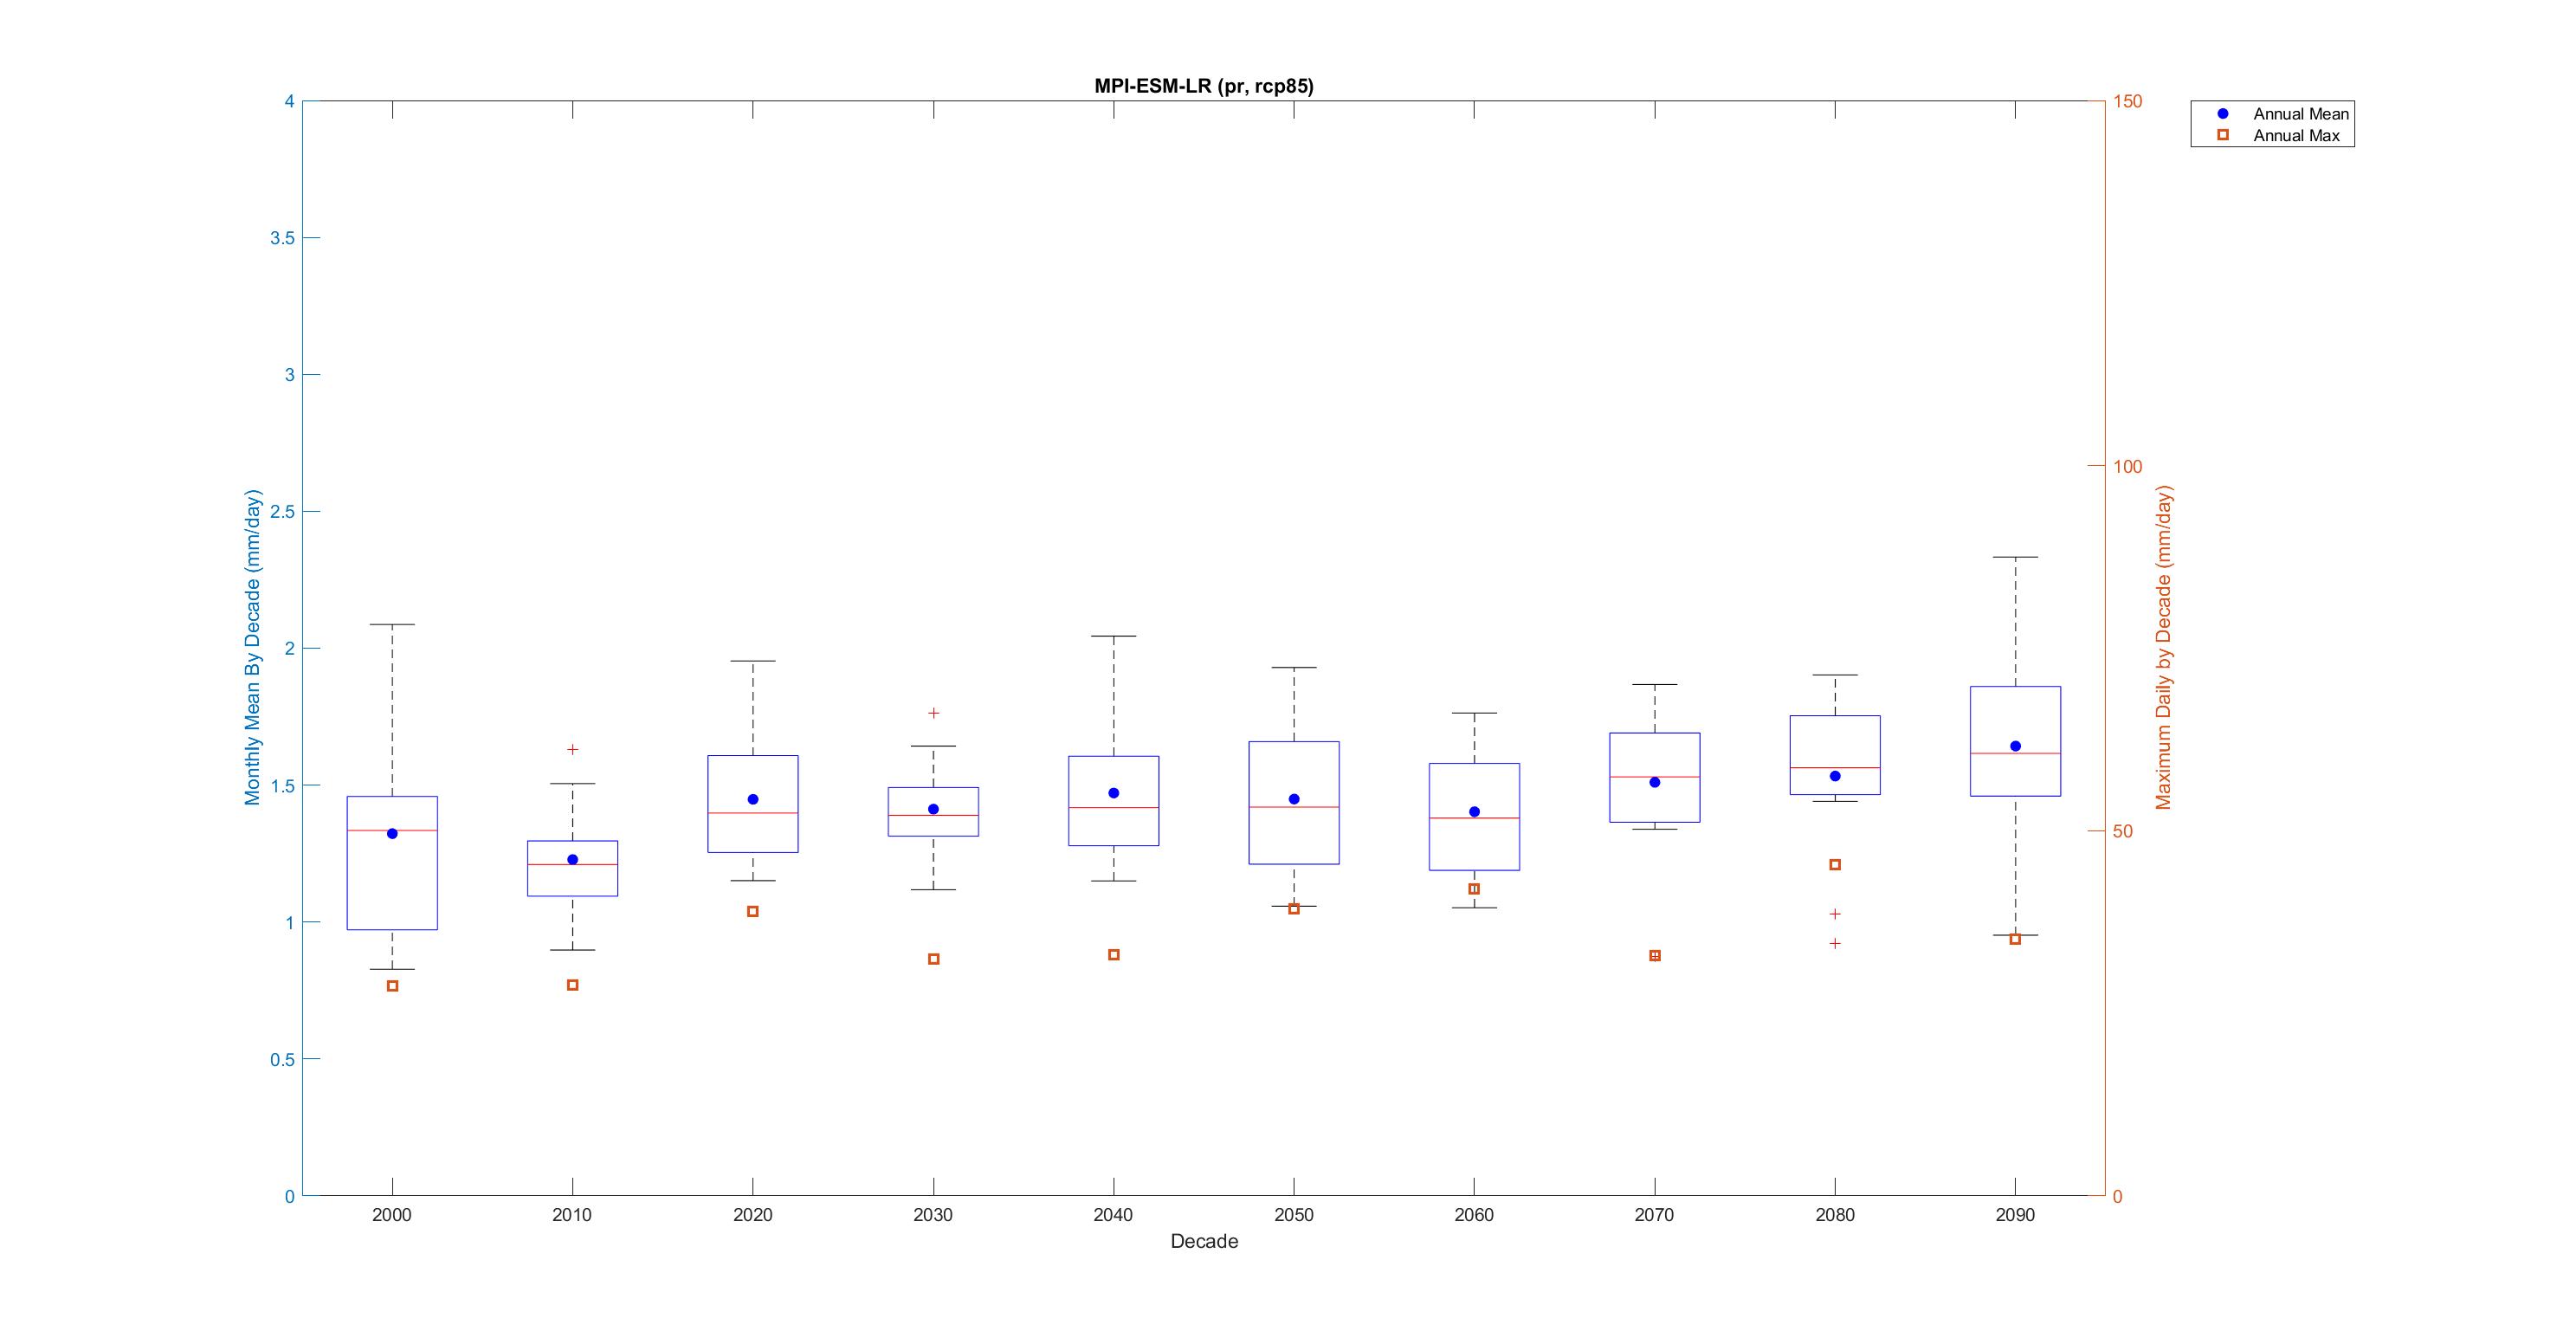 MPI-ESM-LR (pr, rcp85)
Annual Mean
Annual Max
4
3.5
3
2.5
2
1.5
1
0.5
0
Monthly Mean By Decade (mm/day)
150
100
50
0
Maximum Daily by Decade (mm/day)
2000 2010 2020 2030 2040 2050 2060 2070 2080 2090
Decade